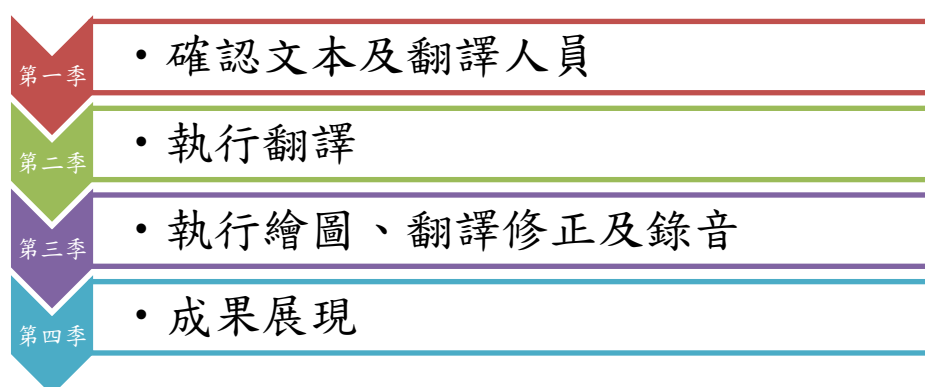 第一季
・確認文本及翻譯人員
第二季
・執行翻譯
第三季
・執行繪圖、翻譯修正及錄音
第四季
・成果展現